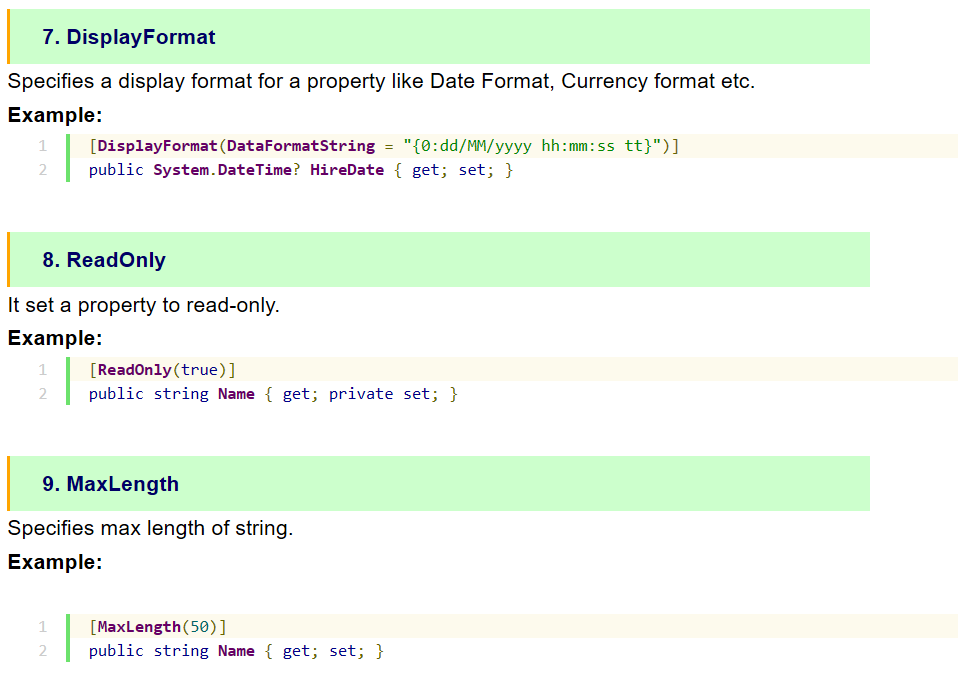 7. DisplayFormat
Specifies a display format for a property like Date Format, Currency format etc.
Example:
1 [DisplayFormat(DataFormatString = "{0:dd/MM/yyyy hh:mm:ss tt}")]
2 public System.DateTime? HireDate { get; set; }
8. ReadOnly
It set a property to read-only.
Example:
1 [ReadOnly(true)]
2 public string Name { get; private set; }
9. MaxLength
Specifies max length of string.
Example:
1 [MaxLength(50)]
2 public string Name { get; set; }